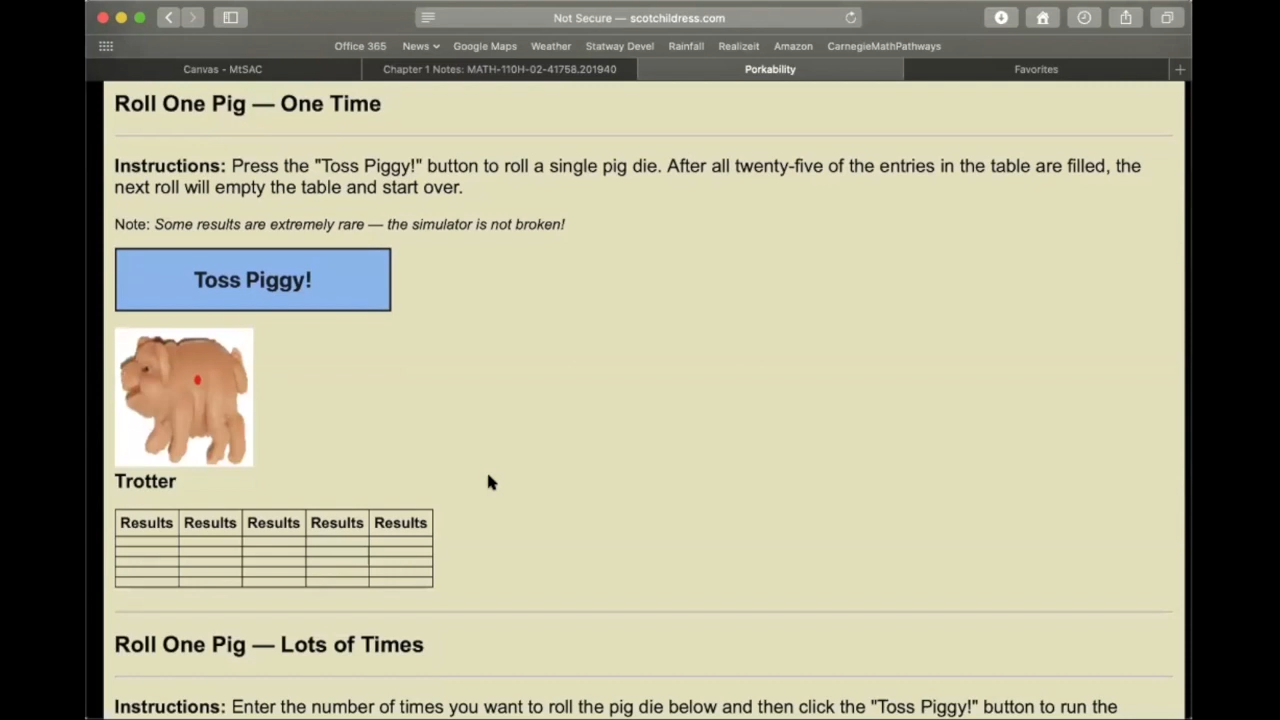 Not Secure — scotchildress.com
Office 365 News Google Maps Weather Statway Devel Rainfall Realizeit Amazon CarnegieMathPathways
Canvas - MtSAC Chapter 1 Notes: MATH-110H-02-41758.201940 Porkability Favorites
Roll One Pig — One Time
Instructions: Press the "Toss Piggy!" button to roll a single pig die. After all twenty-five of the entries in the table are filled, the
next roll will empty the table and start over.
Note: Some results are extremely rare — the simulator is not broken!
Toss Piggy!
Trotter
Results Results Results Results Results
Roll One Pig — Lots of Times
Instructions: Enter the number of times you want to roll the pig die below and then click the "Toss Piggy!" button to run the